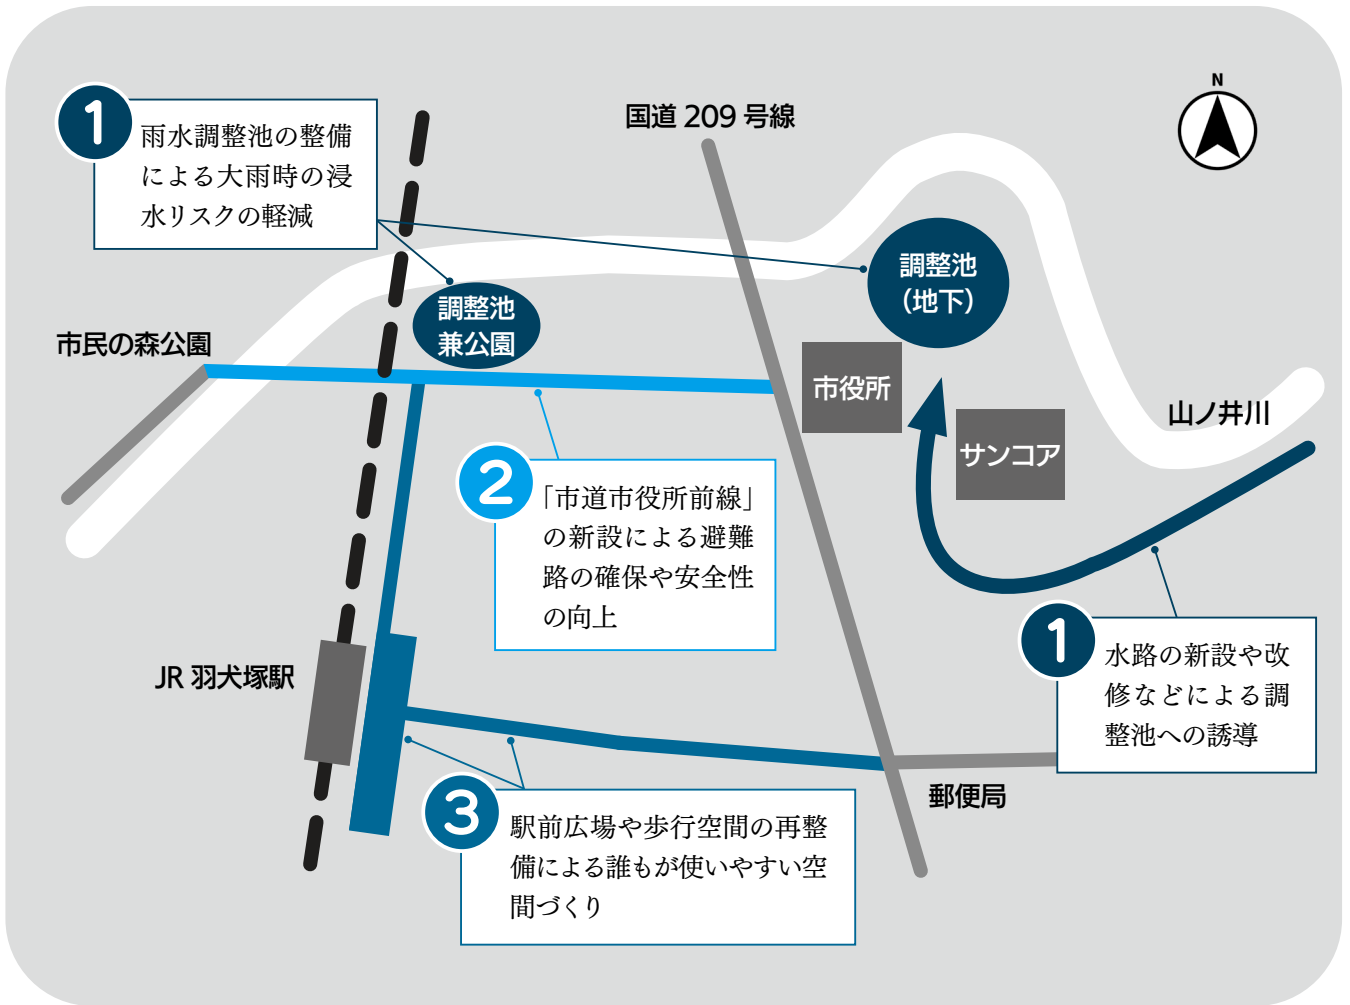 N
国道 209 号線
1
雨水調整池の整備
による大雨時の浸
水リスクの軽減
調整池
（地下）
調整池
兼公園
市民の森公園
市役所
サンコア
山ノ井川
2
「市道市役所前線」
の新設による避難
路の確保や安全性
の向上
1
水路の新設や改
修などによる調
整池への誘導
JR 羽犬塚駅
郵便局
3
駅前広場や歩行空間の再整
備による誰もが使いやすい空
間づくり